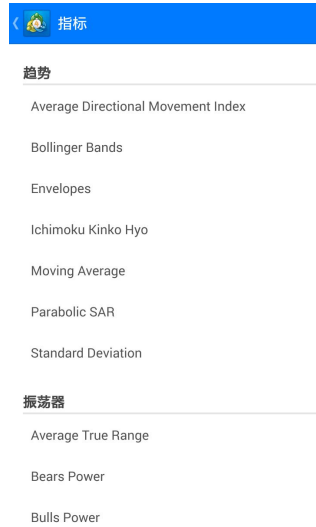 指标
趋势
Average Directional Movement Index
Bollinger Bands
Envelopes
Ichimoku Kinko Hyo
Moving Average
Parabolic SAR
Standard Deviation
振荡器
Average True Range
Bears Power
Bulls Power